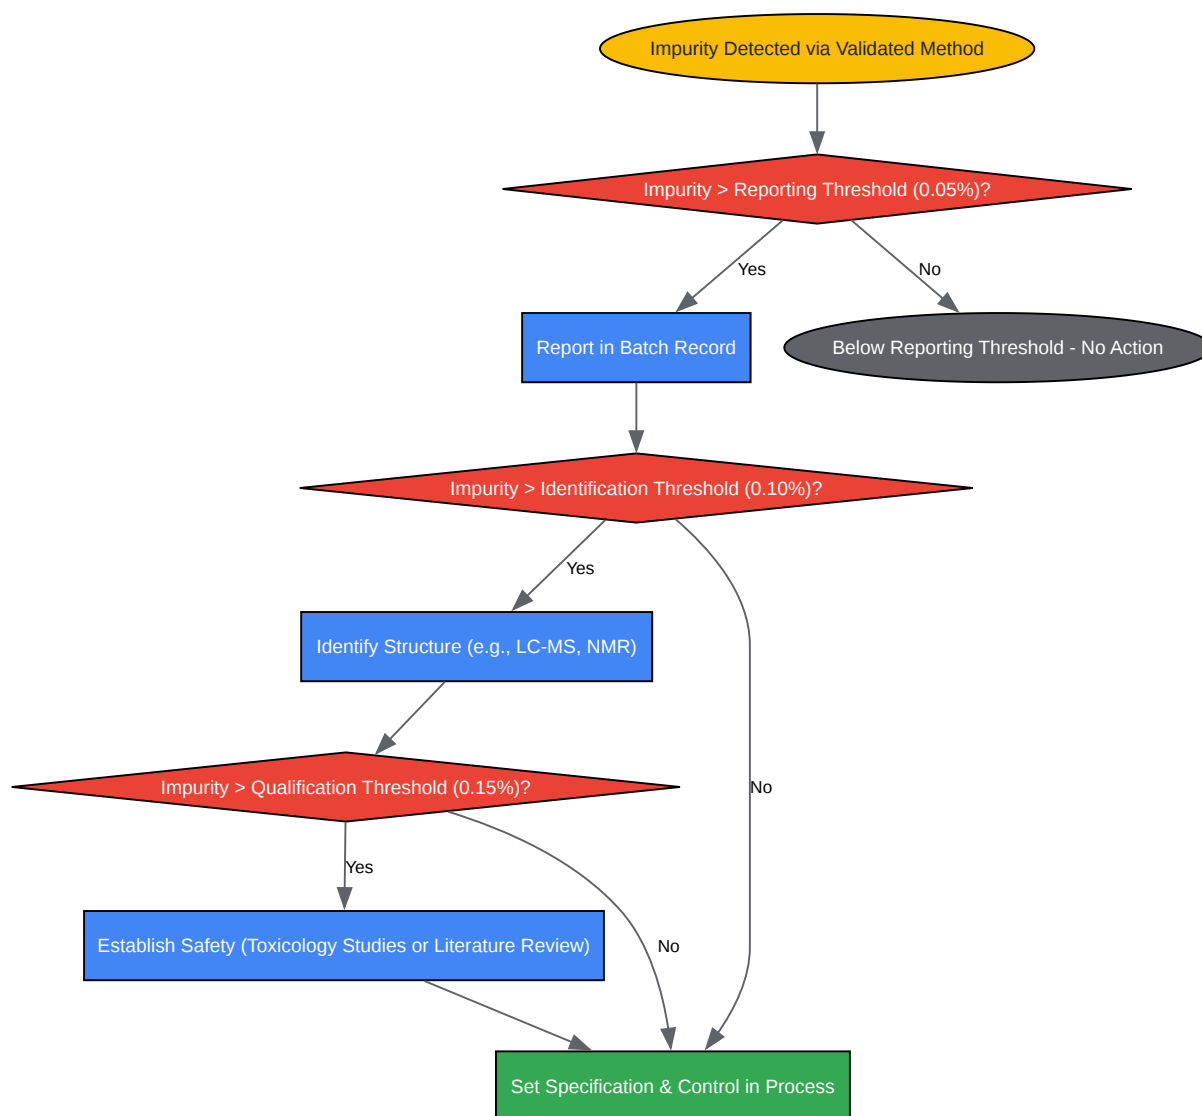 Impurity Detected via Validated Method
Impurity > Reporting Threshold (0.05%)?
Yes
No
Report in Batch Record
Below Reporting Threshold - No Action
Impurity > Identification Threshold (0.10%)?
Yes
Identify Structure (e.g., LC-MS, NMR)
Impurity > Qualification Threshold (0.15%)?
No
Yes
Establish Safety (Toxicology Studies or Literature Review)
No
Set Specification & Control in Process